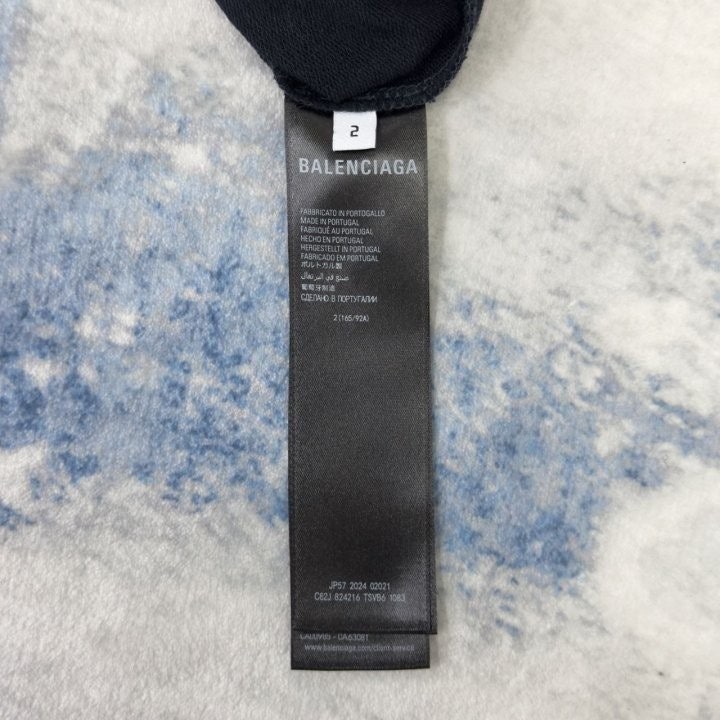 2
BALENCIAGA
FABBRICATO IN PORTOGALLO
MADE IN PORTUGAL
FABRIQUÉ AU PORTUGAL
HECHO EN PORTUGAL
HERGESTELLT IN PORTUGAL
FABRICADO EM PORTUGAL
ポルトガル製
صنع في البرتغال
葡萄牙制造
СДЕЛАНО В ПОРТУГАЛИИ
2 (165/92A)
JP57 2024 02021
C62J 824216 TSVB6 1083
CA00985 - CA63081
www.balenciaga.com/client-service